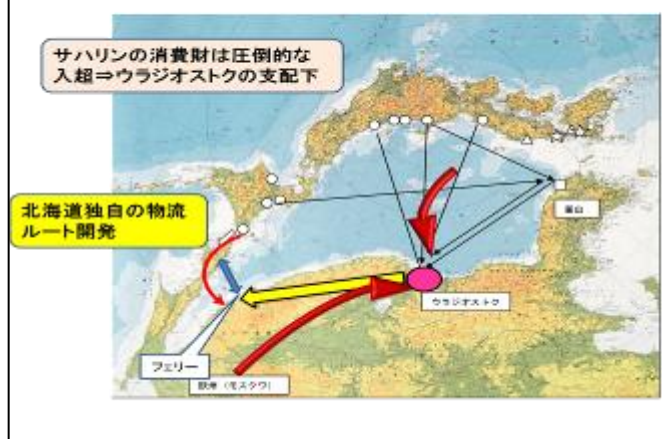 サハリンの消費財は圧倒的な
入超⇒ウラジオストクの支配下
北海道独自の物流
ルート開発
釜山
ウラジオストク
フェリー
欧州（モスクワ）